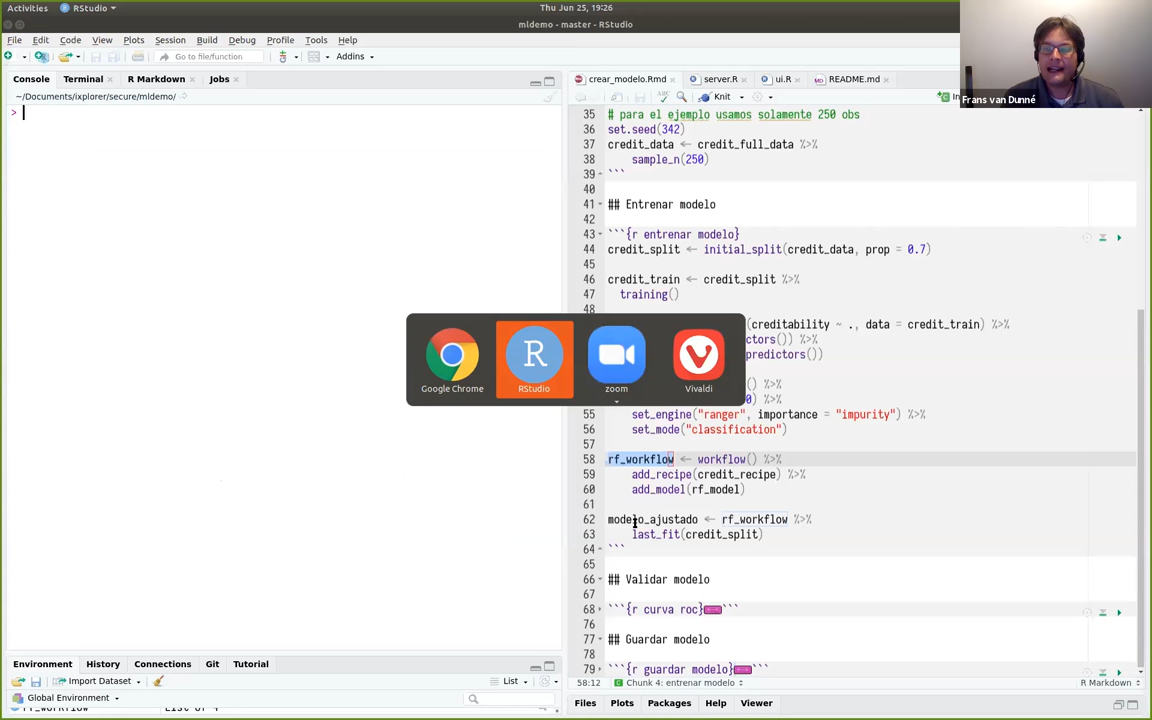 Activities
RStudio
Thu Jun 25, 19:26
mldemo - master - RStudio
File Edit Code View Plots Session Build Debug Profile Tools Help
Go to file/function
Addins
Console Terminal R Markdown Jobs
~/Documents/ixplorer/secure/mldemo/
>
crear_modelo.Rmd server.R ui.R README.md
Knit
Frans van Dunné
35 # para el ejemplo usamos solamente 250 obs
36 set.seed(342)
37 credit_data <- credit_full_data %>%
38 sample_n(250)
39 ```
40
41 ## Entrenar modelo
42
43 ```{r entrenar modelo}
44 credit_split <- initial_split(credit_data, prop = 0.7)
45
46 credit_train <- credit_split %>%
47 training()
48
(creditability ~ ., data = credit_train) %>%
ctors()) %>%
predictors())
() %>%
0) %>%
55 set_engine("ranger", importance = "impurity") %>%
56 set_mode("classification")
57
58 rf_workflow <- workflow() %>%
59 add_recipe(credit_recipe) %>%
60 add_model(rf_model)
61
62 modelo_ajustado <- rf_workflow %>%
63 last_fit(credit_split)
64 ```
65
66 ## Validar modelo
67
68 ```{r curva roc}```
76
77 ## Guardar modelo
78
79 ```{r guardar modelo}```
58:12 Chunk 4: entrenar modelo R Markdown
Files Plots Packages Help Viewer
Google Chrome RStudio zoom Vivaldi
Environment History Connections Git Tutorial
Import Dataset List
Global Environment